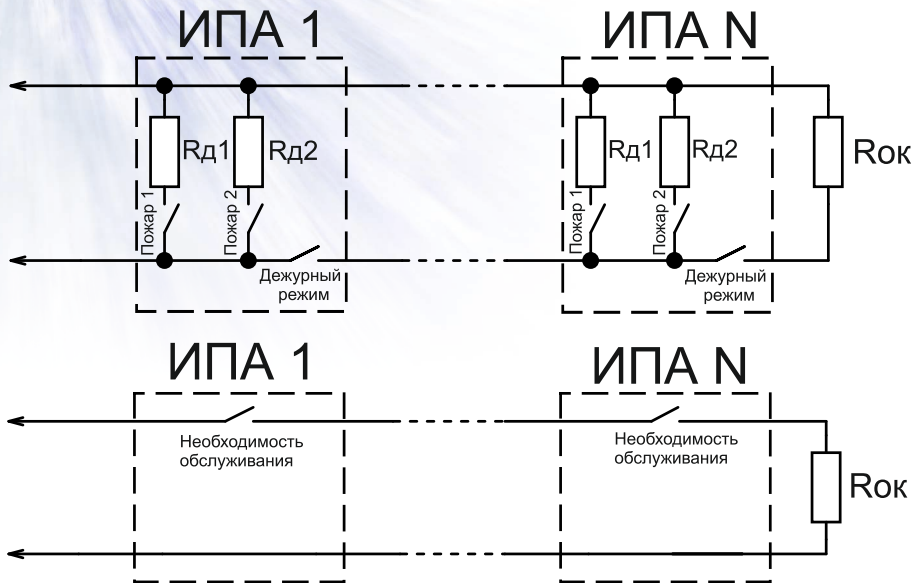 ИПА 1
ИПА N
Rд1
Rд2
Пожар 1
Пожар 2
Дежурный
режим
Rд1
Rд2
Пожар 1
Пожар 2
Дежурный
режим
Rок
ИПА 1
ИПА N
Необходимость
обслуживания
Необходимость
обслуживания
Rок